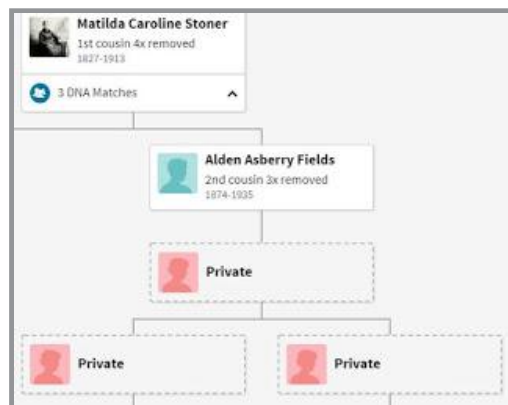 Matilda Caroline Stoner
1st cousin 4x removed
1827-1913
3 DNA Matches
Alden Asberry Fields
2nd cousin 3x removed
1874-1935
Private
Private
Private